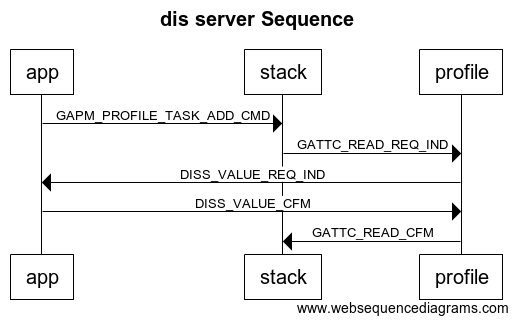 dis server Sequence
app stack profile
GAPM_PROFILE_TASK_ADD_CMD
GATTC_READ_REQ_IND
DISS_VALUE_REQ_IND
DISS_VALUE_CFM
GATTC_READ_CFM
app stack profile
www.websequencediagrams.com